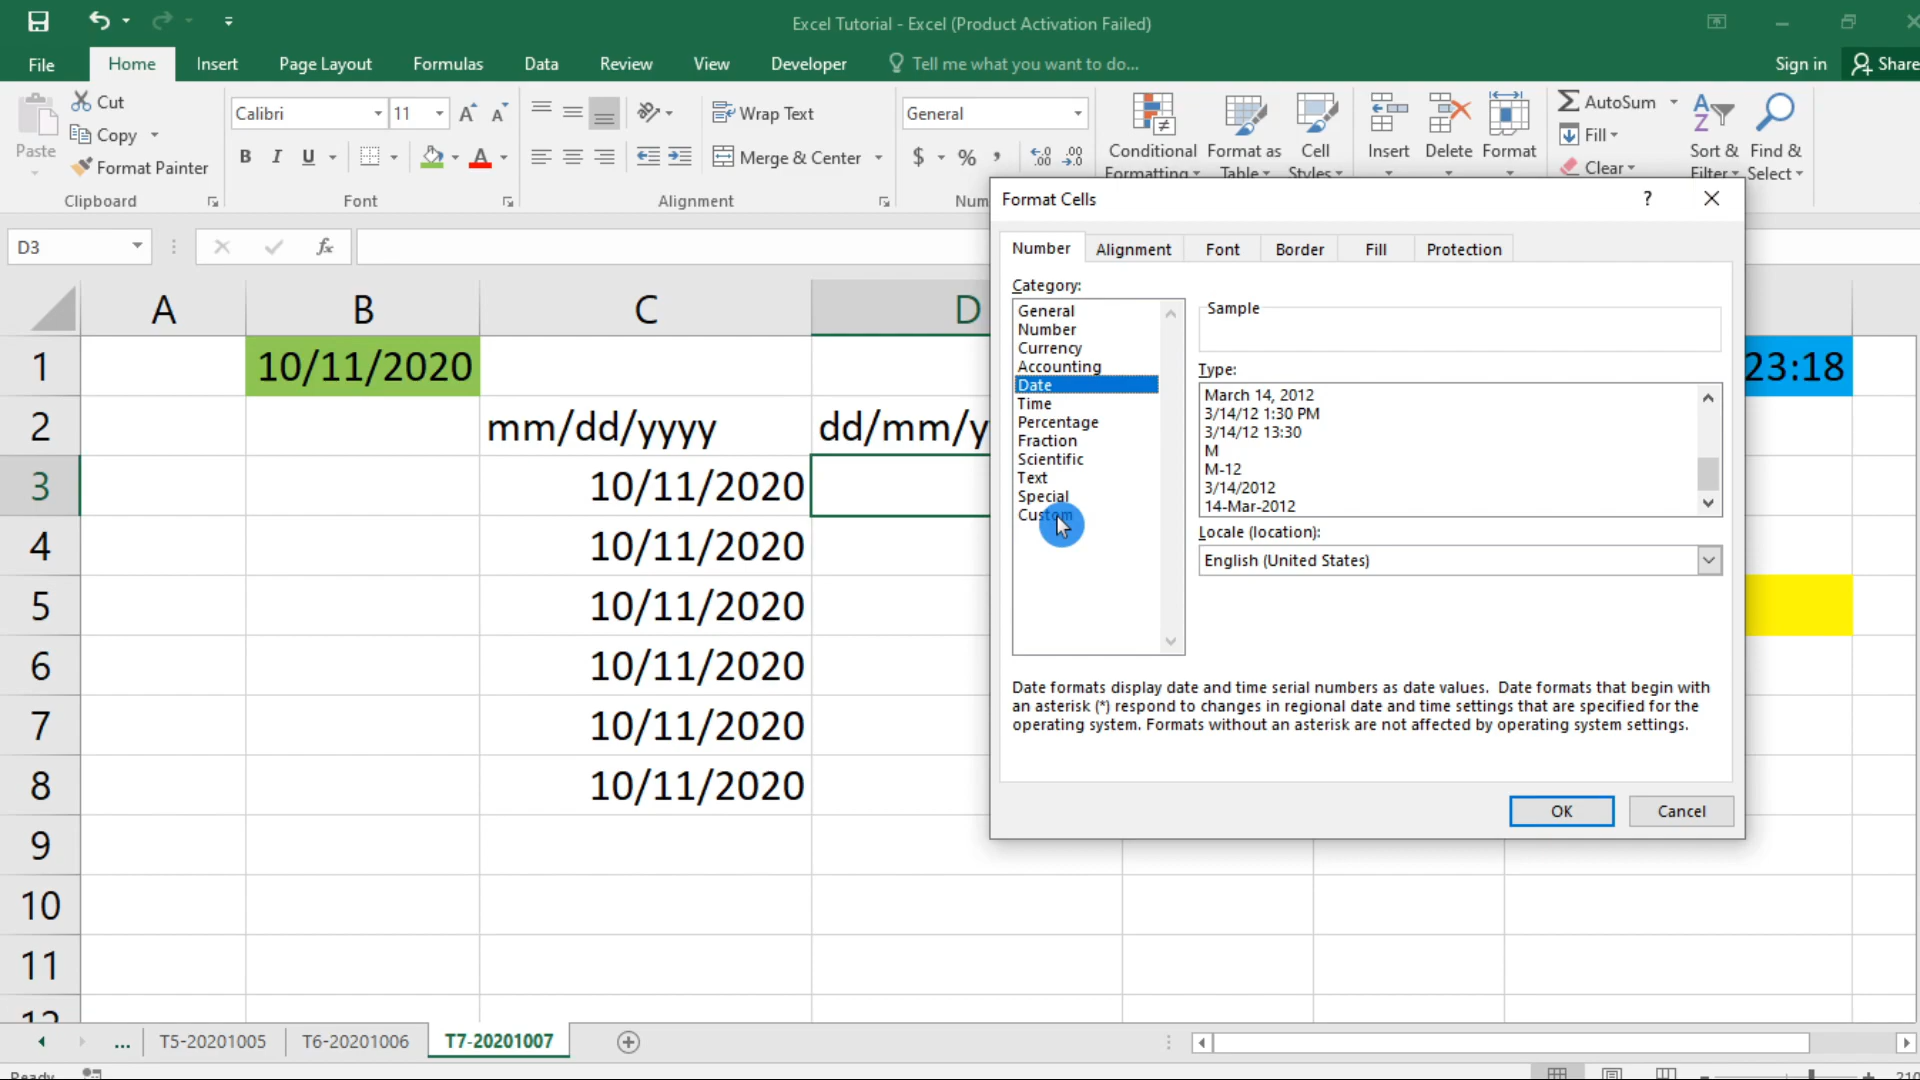 Excel Tutorial - Excel (Product Activation Failed)
File Home Insert Page Layout Formulas Data Review View Developer Tell me what you want to do... Sign in Share
Cut
Copy
Format Painter
Paste
Clipboard
Calibri 11
B I U A
Font
Wrap Text
Merge & Center
Alignment
General
$ % ,
Num
Conditional Formatting
Format as Table
Cell Styles
Insert
Delete
Format
AutoSum
Fill
Clear
Sort & Filter
Find & Select
D3
fx
Format Cells ?
Number Alignment Font Border Fill Protection
Category:
General
Number
Currency
Accounting
Date
Time
Percentage
Fraction
Scientific
Text
Special
Custom
Sample
Type:
March 14, 2012
3/14/12 1:30 PM
3/14/12 13:30
M
M-12
3/14/2012
14-Mar-2012
Locale (location):
English (United States)
Date formats display date and time serial numbers as date values. Date formats that begin with
an asterisk (*) respond to changes in regional date and time settings that are specified for the
operating system. Formats without an asterisk are not affected by operating system settings.
OK Cancel
A B C D
1 10/11/2020 23:18
2 mm/dd/yyyy dd/mm/y
3 10/11/2020
4 10/11/2020
5 10/11/2020
6 10/11/2020
7 10/11/2020
8 10/11/2020
9
10
11
12
... T5-20201005 T6-20201006 T7-20201007
Ready 210